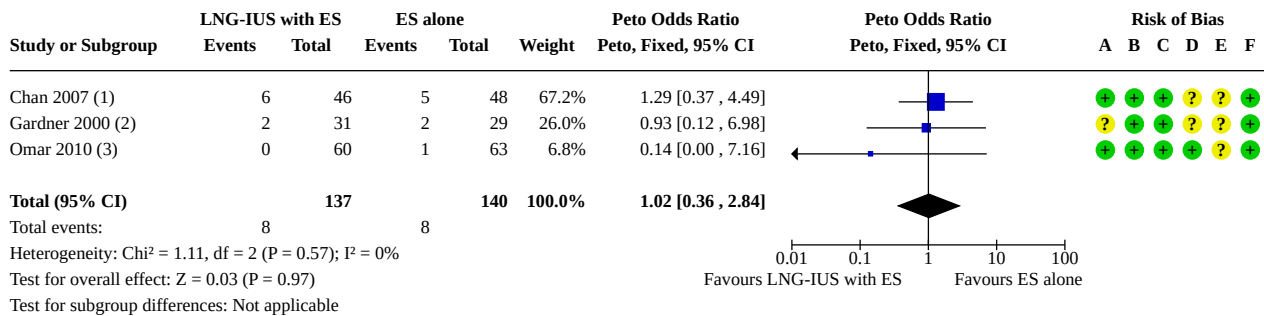 LNG-IUS with ES ES alone Peto Odds Ratio Peto Odds Ratio Risk of Bias
Study or Subgroup Events Total Events Total Weight Peto, Fixed, 95% CI Peto, Fixed, 95% CI A B C D E F
Chan 2007 (1) 6 46 5 48 67.2% 1.29 [0.37 , 4.49] + + + ? ? +
Gardner 2000 (2) 2 31 2 29 26.0% 0.93 [0.12 , 6.98] ? + + ? ? +
Omar 2010 (3) 0 60 1 63 6.8% 0.14 [0.00 , 7.16] + + + + ? +
Total (95% CI) 137 140 100.0% 1.02 [0.36 , 2.84]
Total events: 8 8
Heterogeneity: Chi² = 1.11, df = 2 (P = 0.57); I² = 0%
0.01 0.1 1 10 100
Test for overall effect: Z = 0.03 (P = 0.97) Favours LNG-IUS with ES Favours ES alone
Test for subgroup differences: Not applicable